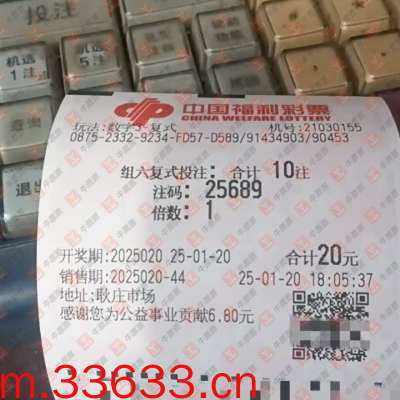 投注
机选
1注
机选
5注
查询
退出
中国福利彩票
CHINA WELFARE LOTTERY
玩法:数字3-复式 机号:21030155
0875-2332-9234-FD57-D589/91434903/90453
组六复式投注: 合计 10注
注码: 25689
倍数: 1
开奖期:2025020 25-01-20 合计20元
销售期:2025020-44 25-01-20 18:05:37
地址:耿庄市场
感谢您为公益事业贡献6.80元
m.33633.cn